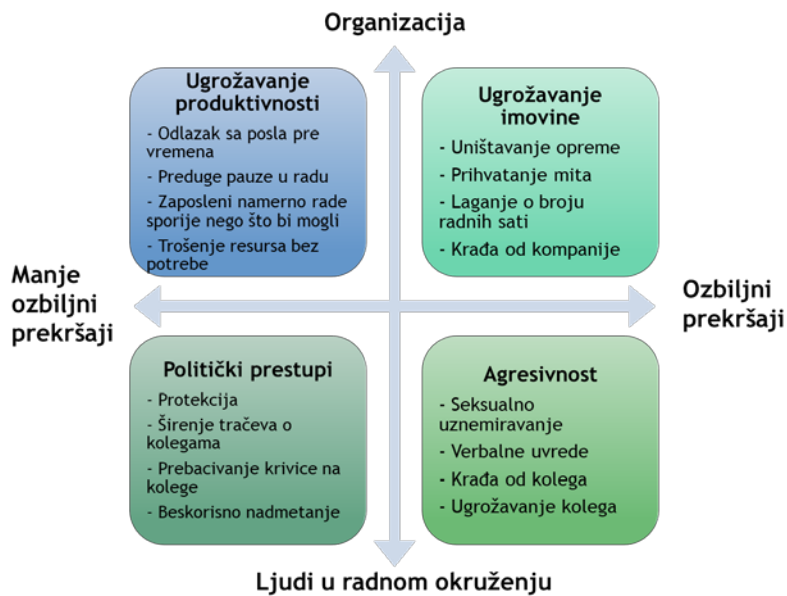 Organizacija
Ugrožavanje
produktivnosti
- Odlazak sa posla pre
vremena
- Preduge pauze u radu
- Zaposleni namerno rade
sporije nego što bi mogli
- Trošenje resursa bez
potrebe
Ugrožavanje
imovine
- Uništavanje opreme
- Prihvatanje mita
- Laganje o broju
radnih sati
- Krađa od kompanije
Manje
ozbiljni
prekršaji
Ozbiljni
prekršaji
Politički prestupi
- Protekcija
- Širenje tračeva o
kolegama
- Prebacivanje krivice na
kolege
- Beskorisno nadmetanje
Agresivnost
- Seksualno
uznemiravanje
- Verbalne uvrede
- Krađa od kolega
- Ugrožavanje kolega
Ljudi u radnom okruženju